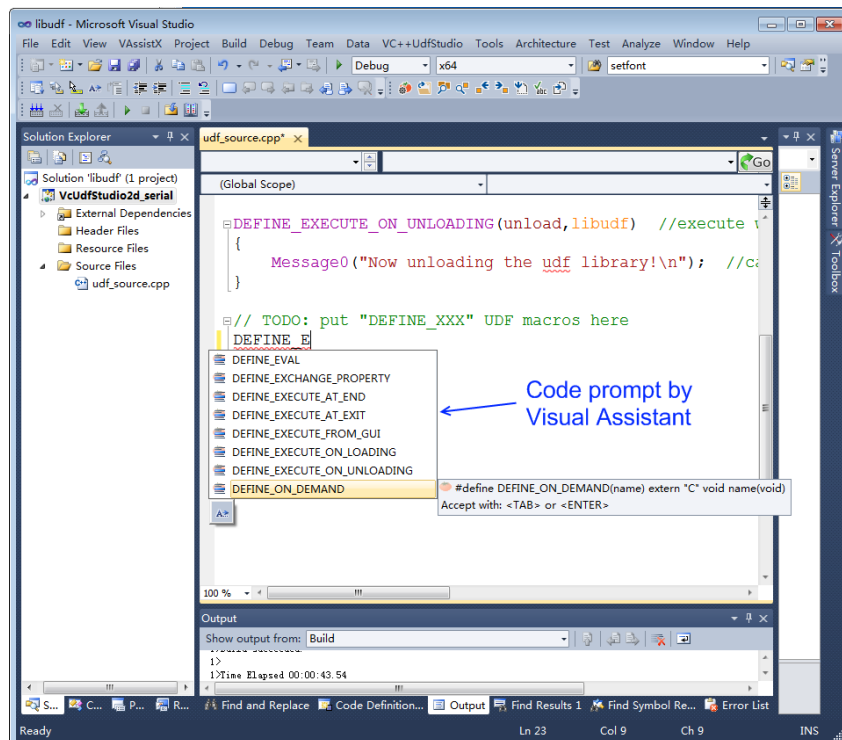 libudf - Microsoft Visual Studio
File Edit View VAssistX Project Build Debug Team Data VC++UdfStudio Tools Architecture Test Analyze Window Help
Debug x64 setfont
Solution Explorer
udf_source.cpp*
Go
(Global Scope)
Solution 'libudf' (1 project)
VcUdfStudio2d_serial
External Dependencies
Header Files
Resource Files
Source Files
udf_source.cpp
DEFINE_EXECUTE_ON_UNLOADING(unload,libudf) //execute
{
Message0("Now unloading the udf library!\n"); //ca
}
// TODO: put "DEFINE_XXX" UDF macros here
DEFINE_E
DEFINE_EVAL
DEFINE_EXCHANGE_PROPERTY
DEFINE_EXECUTE_AT_END
DEFINE_EXECUTE_AT_EXIT
DEFINE_EXECUTE_FROM_GUI
DEFINE_EXECUTE_ON_LOADING
DEFINE_EXECUTE_ON_UNLOADING
DEFINE_ON_DEMAND
#define DEFINE_ON_DEMAND(name) extern "C" void name(void)
Accept with: <TAB> or <ENTER>
Code prompt by
Visual Assistant
Server Explorer
Toolbox
100 %
Output
Show output from: Build
1>
1>Time Elapsed 00:00:43.54
S... C... P... R... Find and Replace Code Definition... Output Find Results 1 Find Symbol Re... Error List
Ready Ln 23 Col 9 Ch 9 INS